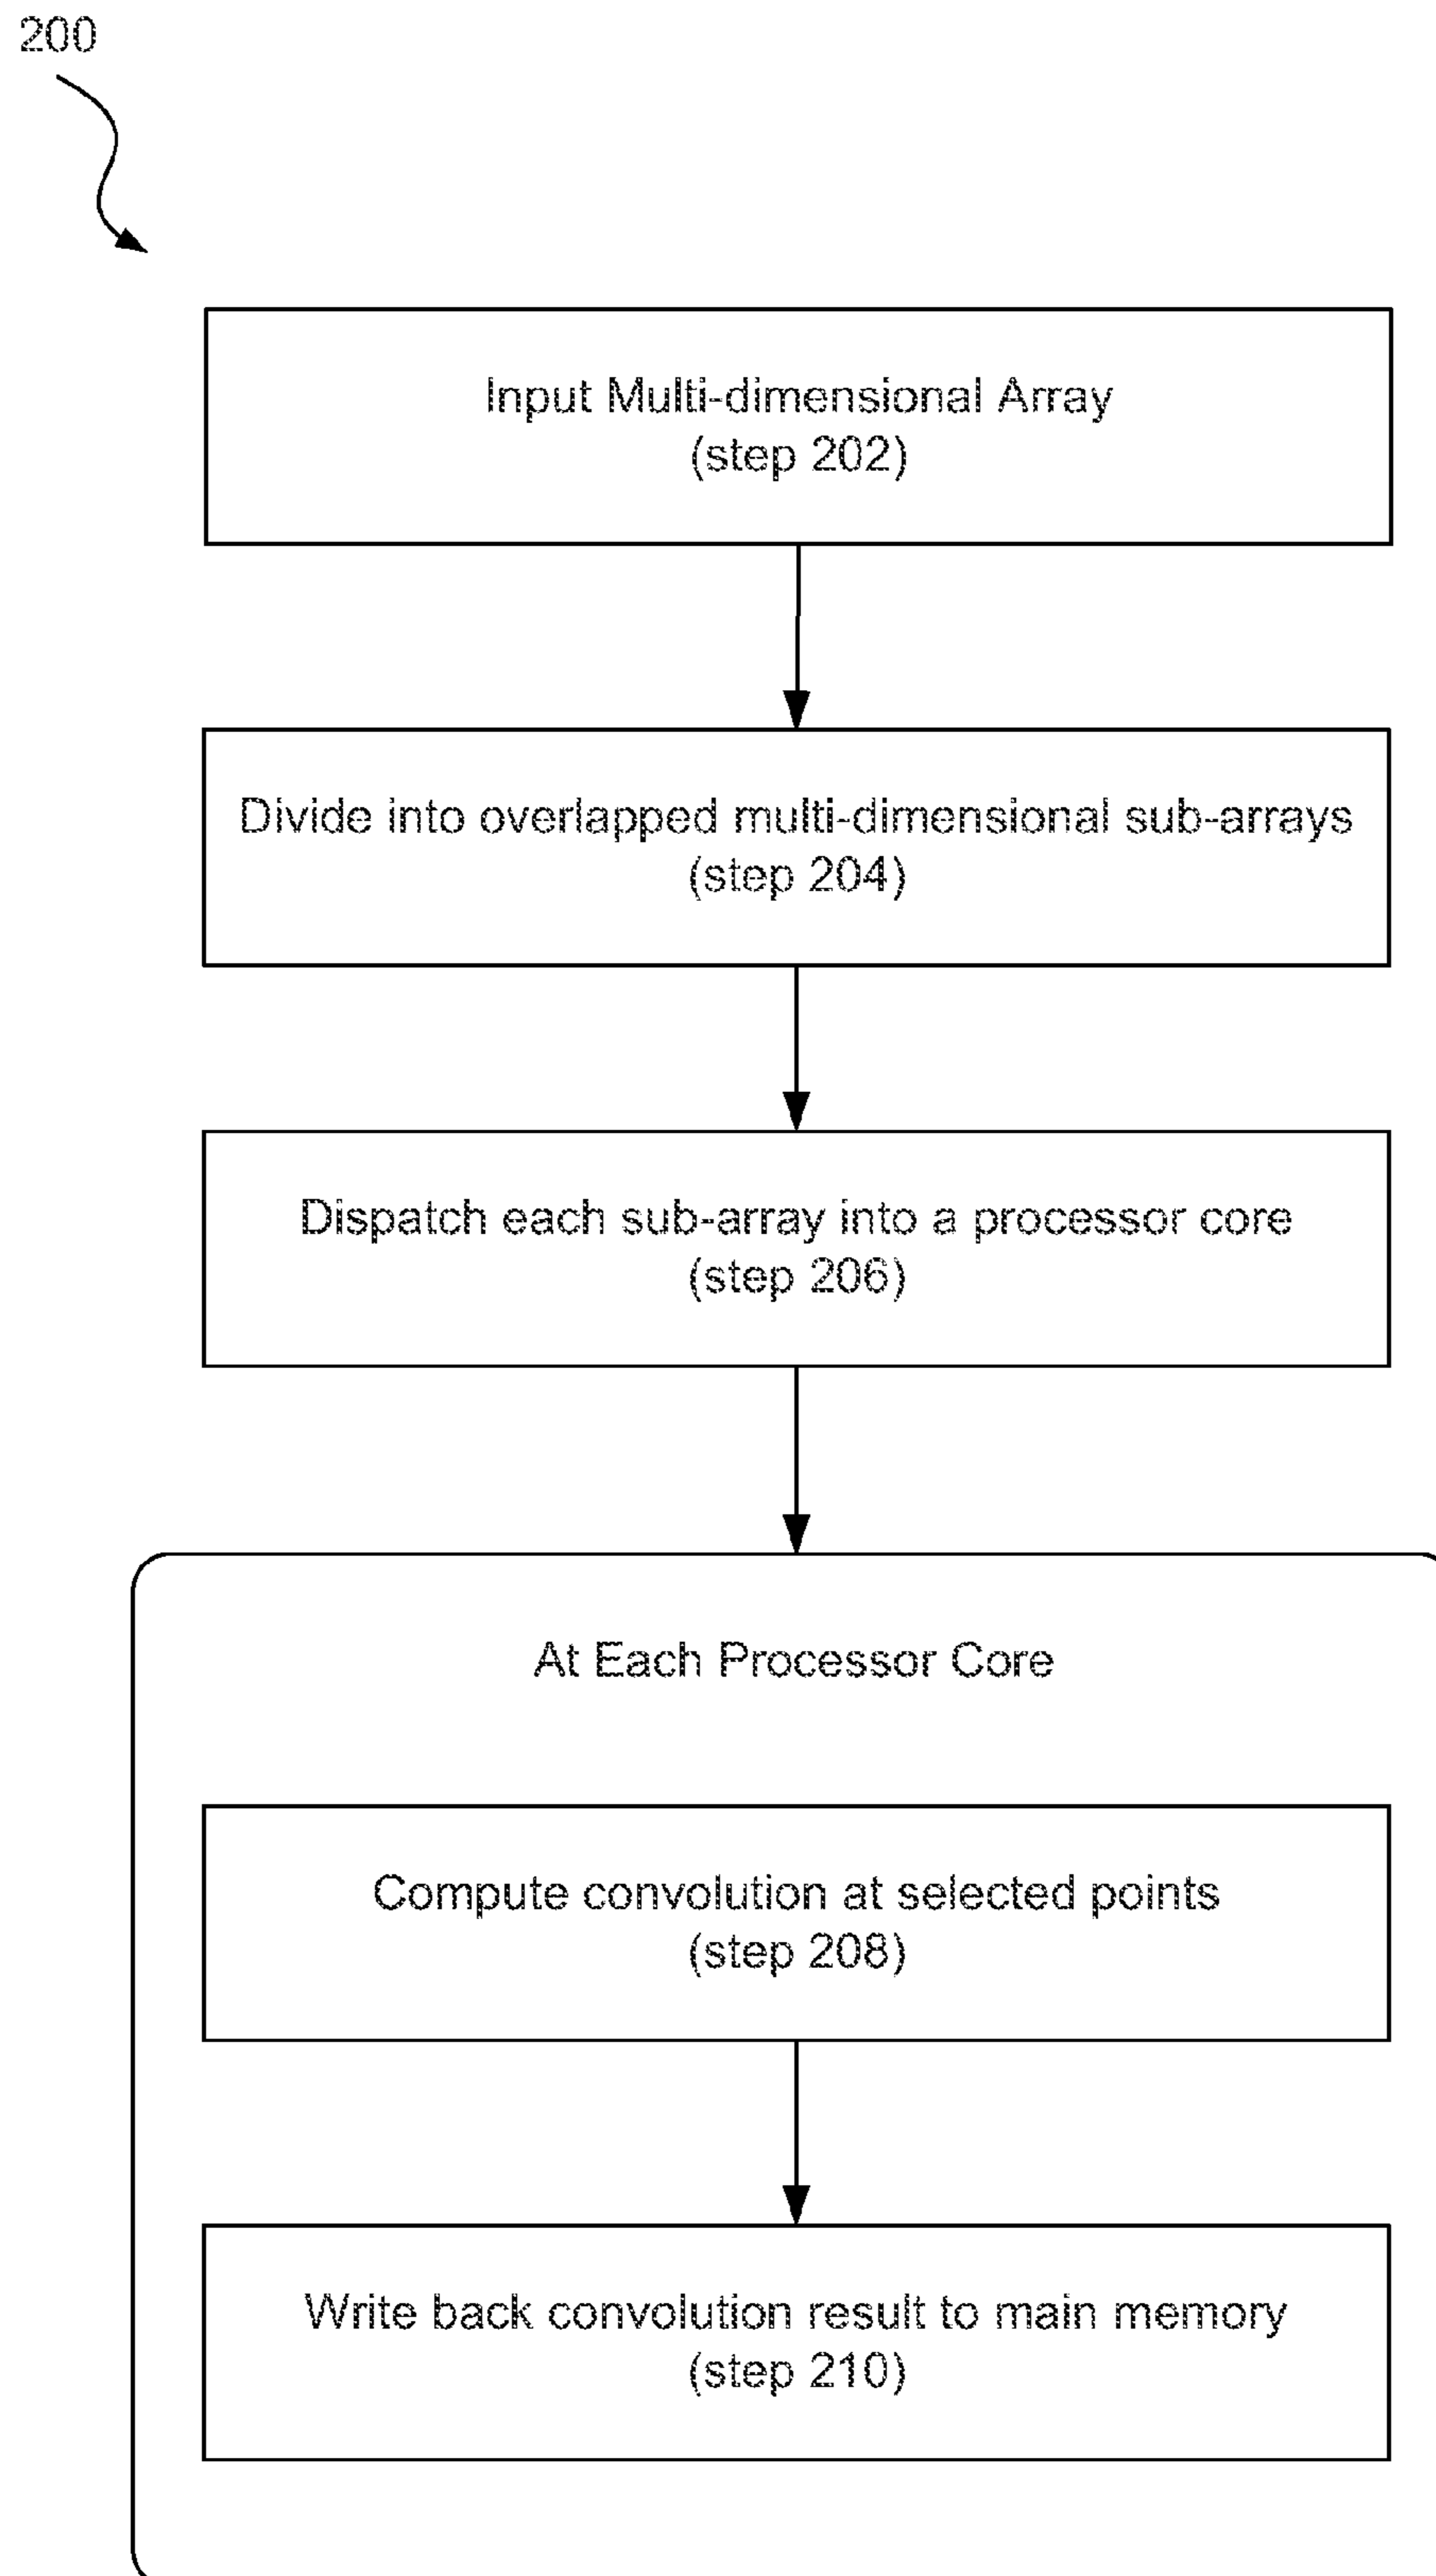 200
Input Multi-dimensional Array
(step 202)
Divide into overlapped multi-dimensional sub-arrays
(step 204)
Dispatch each sub-array into a processor core
(step 206)
At Each Processor Core
Compute convolution at selected points
(step 208)
Write back convolution result to main memory
(step 210)